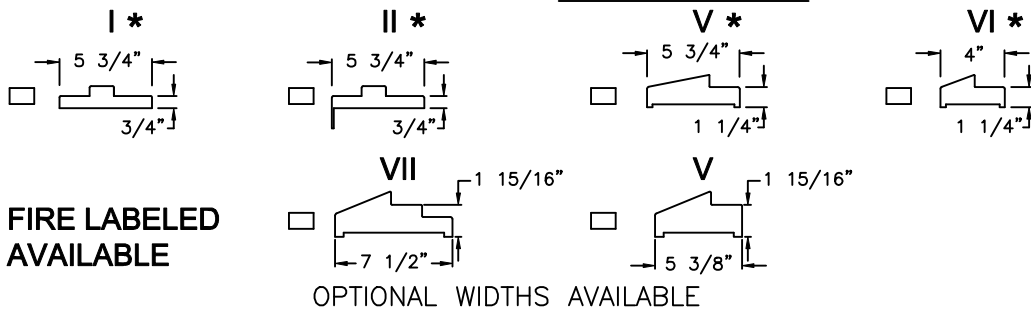 I * II * V * VI *
5 3/4" 5 3/4" 5 3/4" 4"
3/4" 3/4" 1 1/4" 1 1/4"
VII V
1 15/16" 1 15/16"
FIRE LABELED
AVAILABLE
7 1/2" 5 3/8"
OPTIONAL WIDTHS AVAILABLE